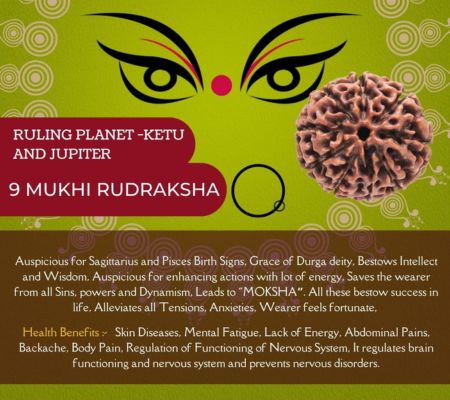 RULING PLANET -KETU
AND JUPITER
9 MUKHI RUDRAKSHA
Auspicious for Sagittarius and Pisces Birth Signs, Grace of Durga deity, Bestows Intellect
and Wisdom, Auspicious for enhancing actions with lot of energy, Saves the wearer
from all Sins, powers and Dynamism, Leads to "MOKSHA". All these bestow success in
life, Alleviates all Tensions, Anxieties, Wearer feels fortunate,
Health Benefits :- Skin Diseases, Mental Fatigue, Lack of Energy, Abdominal Pains,
Backache, Body Pain, Regulation of Functioning of Nervous System, It regulates brain
functioning and nervous system and prevents nervous disorders.